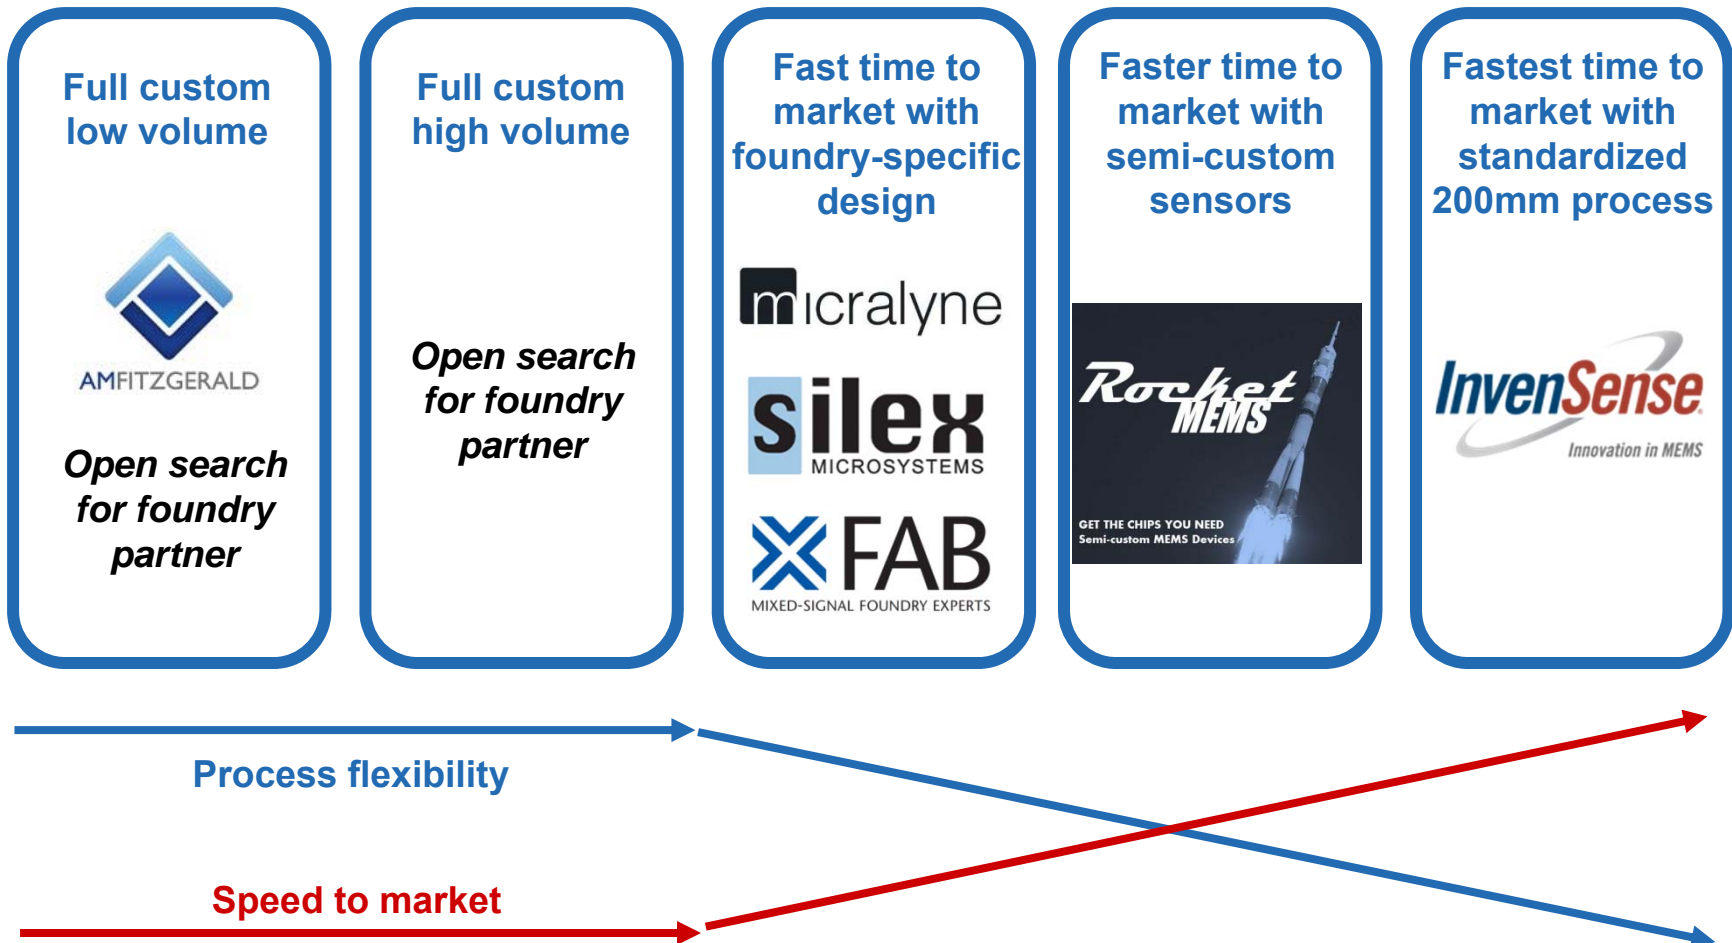 Full custom
low volume
AMFITZGERALD
Open search
for foundry
partner
Full custom
high volume
Open search
for foundry
partner
Fast time to
market with
foundry-specific
design
micralyne
silex
MICROSYSTEMS
XFAB
MIXED-SIGNAL FOUNDRY EXPERTS
Faster time to
market with
semi-custom
sensors
Rocket
MEMS
GET THE CHIPS YOU NEED
Semi-custom MEMS Devices
Fastest time to
market with
standardized
200mm process
InvenSense®
Innovation in MEMS
Process flexibility
Speed to market